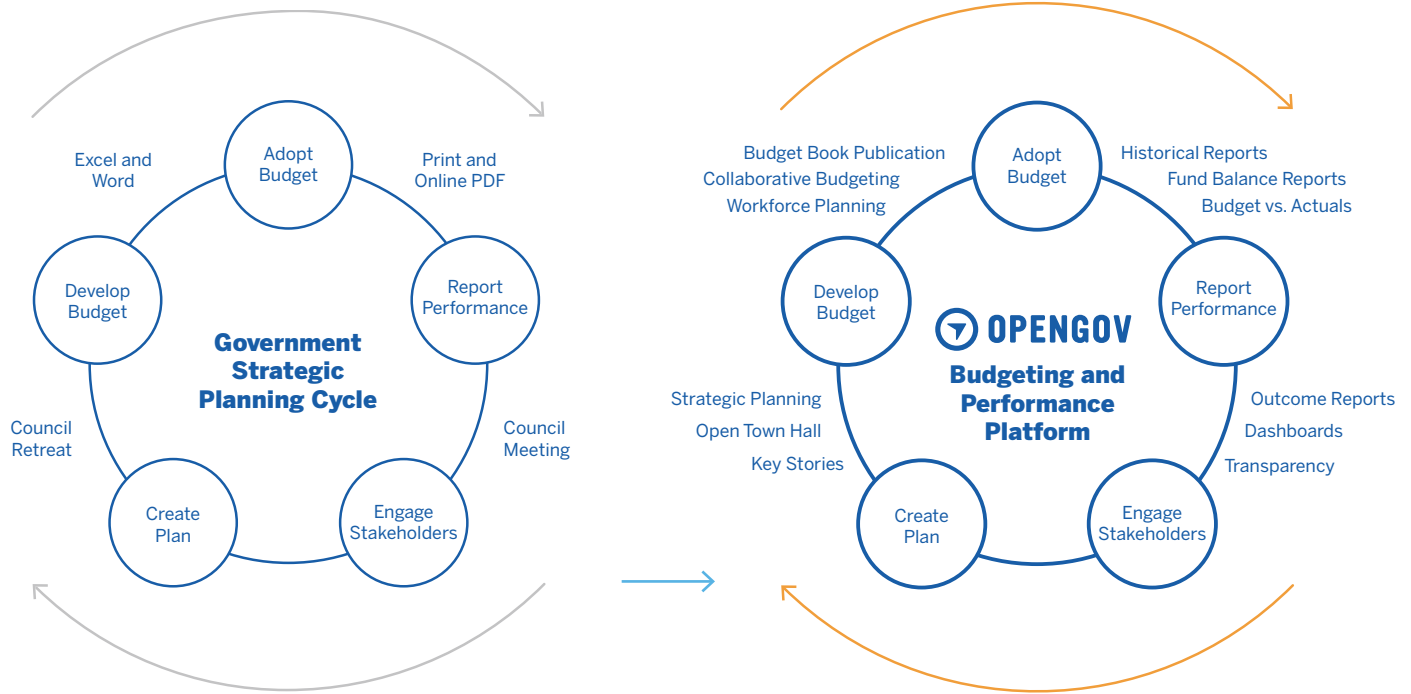 Adopt
Budget
Excel and
Word
Print and
Online PDF
Develop
Budget
Report
Performance
Government
Strategic
Planning Cycle
Council
Retreat
Council
Meeting
Create
Plan
Engage
Stakeholders
Adopt
Budget
Budget Book Publication
Collaborative Budgeting
Workforce Planning
Historical Reports
Fund Balance Reports
Budget vs. Actuals
Develop
Budget
Report
Performance
OPENGOV
Budgeting and
Performance
Platform
Strategic Planning
Open Town Hall
Key Stories
Outcome Reports
Dashboards
Transparency
Create
Plan
Engage
Stakeholders